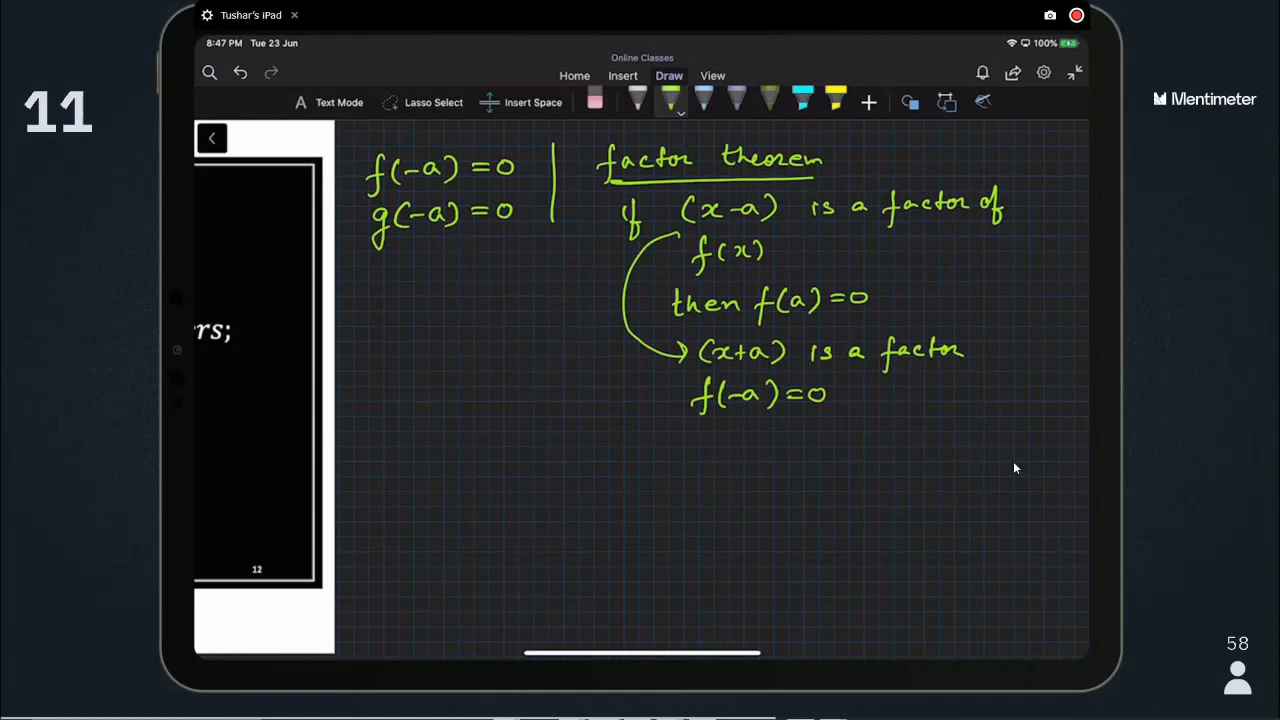 Tushar's iPad
11
8:47 PM Tue 23 Jun
100%
Online Classes
Home Insert Draw View
Text Mode Lasso Select Insert Space
Mentimeter
f(-a) = 0
g(-a) = 0
factor theorem
if (x-a) is a factor of
f(x)
then f(a) = 0
(x+a) is a factor
f(-a) = 0
rs;
12
58